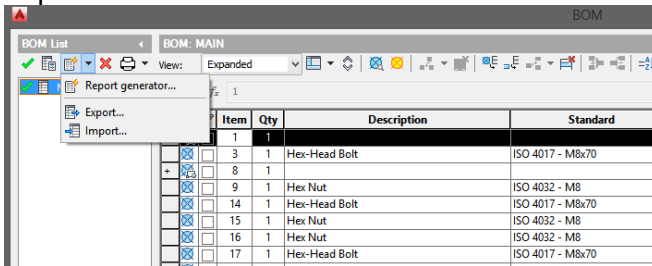 BOM
BOM List
BOM: MAIN
View: Expanded
Report generator...
1
Export...
Import...
Item Qty Description Standard
1 1
3 1 Hex-Head Bolt ISO 4017 - M8x70
+ 8 1
9 1 Hex Nut ISO 4032 - M8
14 1 Hex-Head Bolt ISO 4017 - M8x70
15 1 Hex Nut ISO 4032 - M8
16 1 Hex Nut ISO 4032 - M8
17 1 Hex-Head Bolt ISO 4017 - M8x70